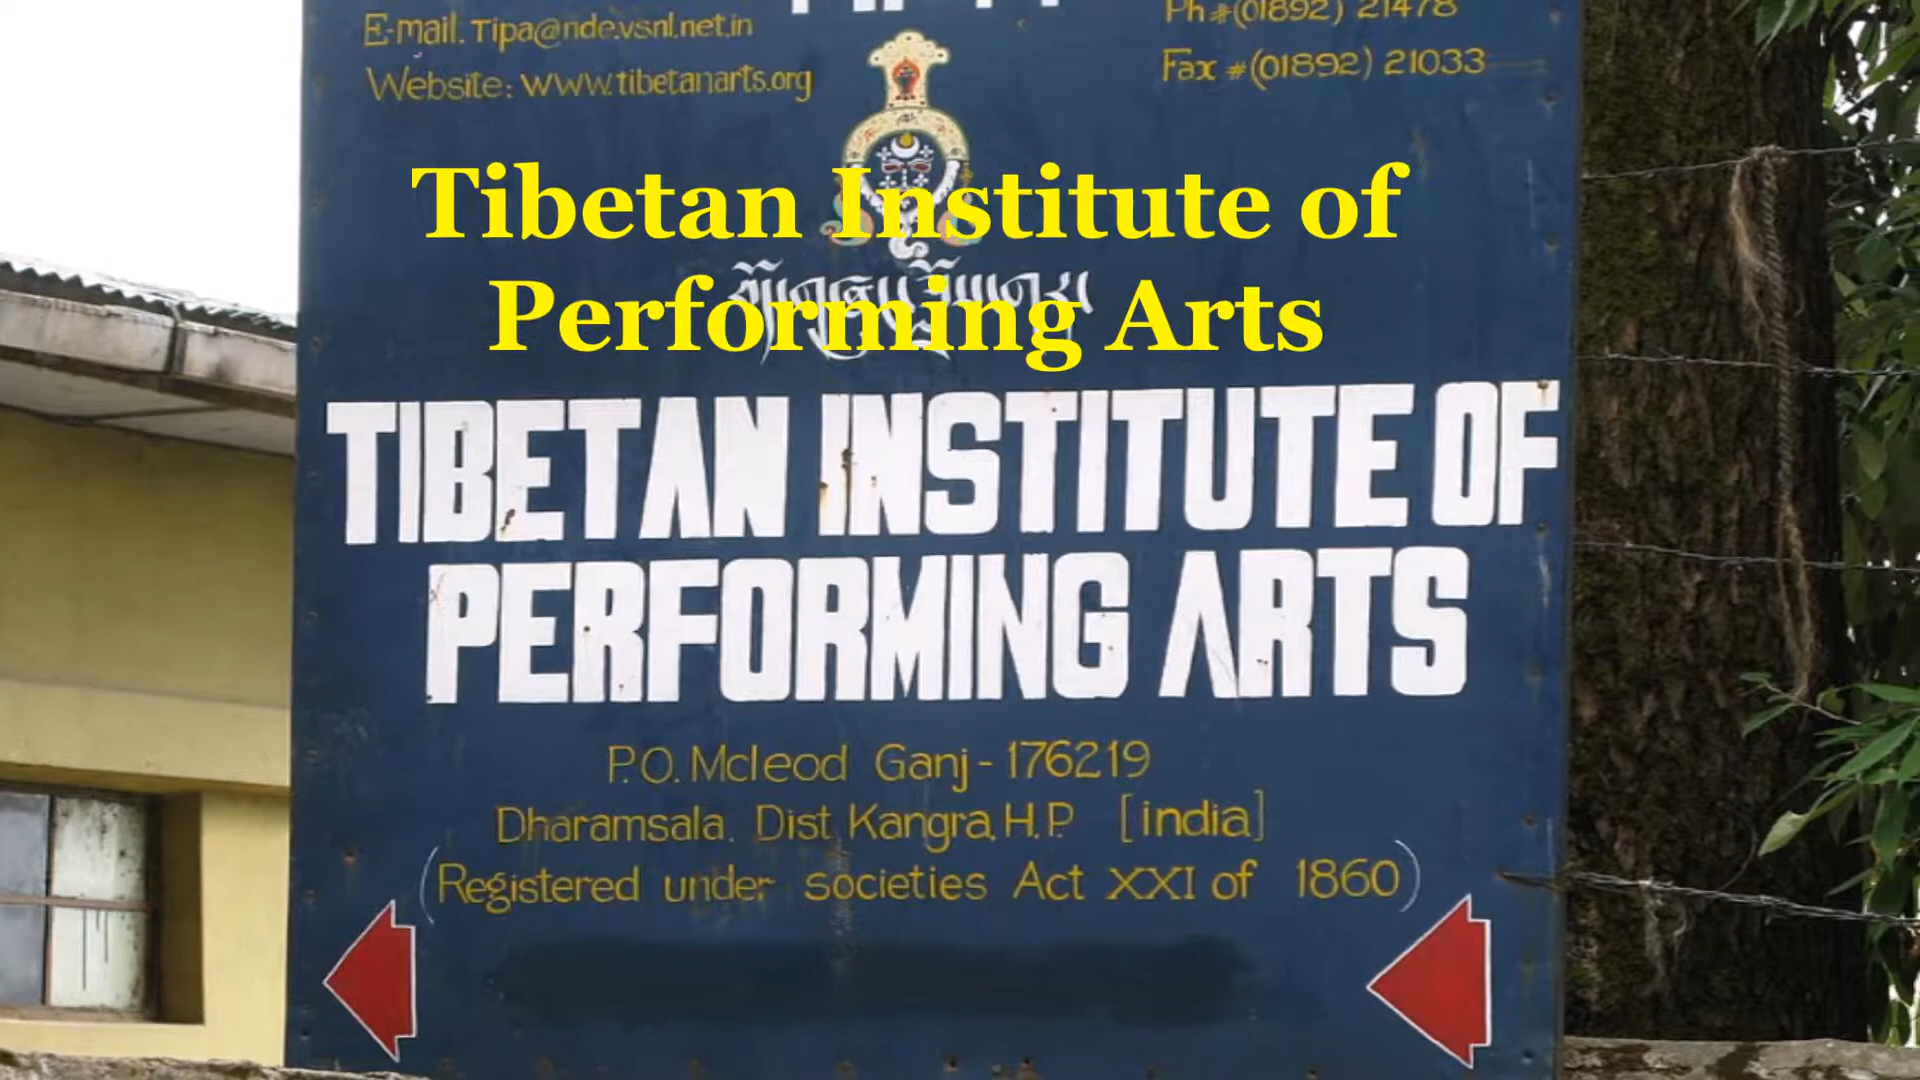 E-mail. Tipa@nde.vsnl.net.in
Ph#(01892) 21478
Website: www.tibetanarts.org
Fax #(01892) 21033
Tibetan Institute of
Performing Arts
TIBETAN INSTITUTE OF
PERFORMING ARTS
P.O. Mcleod Ganj - 176219
Dharamsala. Dist Kangra, H.P. [india]
(Registered under societies Act XXI of 1860)